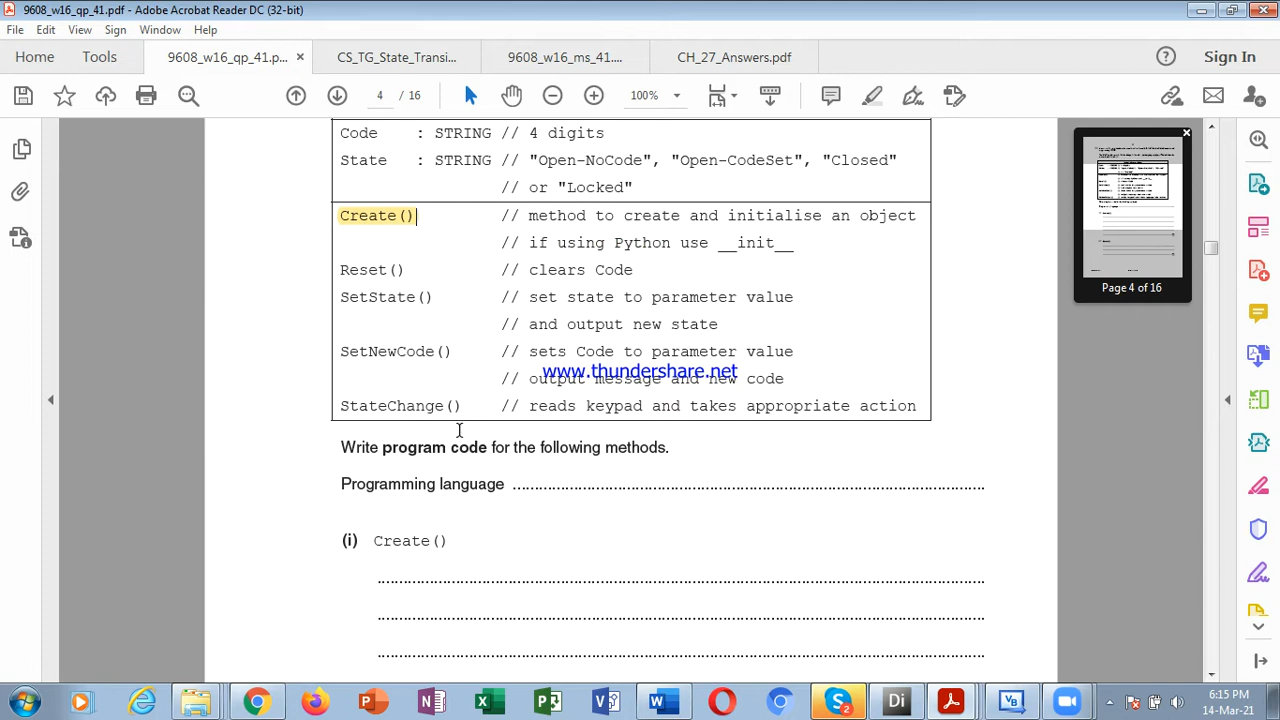 9608_w16_qp_41.pdf - Adobe Acrobat Reader DC (32-bit)
File Edit View Sign Window Help
Home Tools 9608_w16_qp_41.p... × CS_TG_State_Transi... 9608_w16_ms_41.... CH_27_Answers.pdf Sign In
4 / 16 100%
Code : STRING // 4 digits
State : STRING // "Open-NoCode", "Open-CodeSet", "Closed"
// or "Locked"
Create() // method to create and initialise an object
// if using Python use __init__
Reset() // clears Code
SetState() // set state to parameter value
// and output new state
SetNewCode() // sets Code to parameter value
www.thundershare.net
// output message and new code
StateChange() // reads keypad and takes appropriate action
Write program code for the following methods.
Programming language
(i) Create()
Page 4 of 16
6:15 PM
14-Mar-21